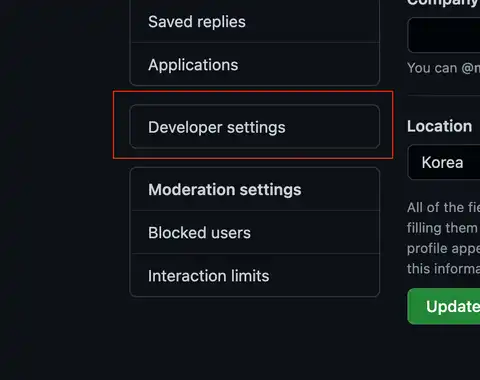 Saved replies
Applications
Developer settings
Moderation settings
Blocked users
Interaction limits
Company
You can @m
Location
Korea
All of the fie
filling them
profile appe
this informa
Update